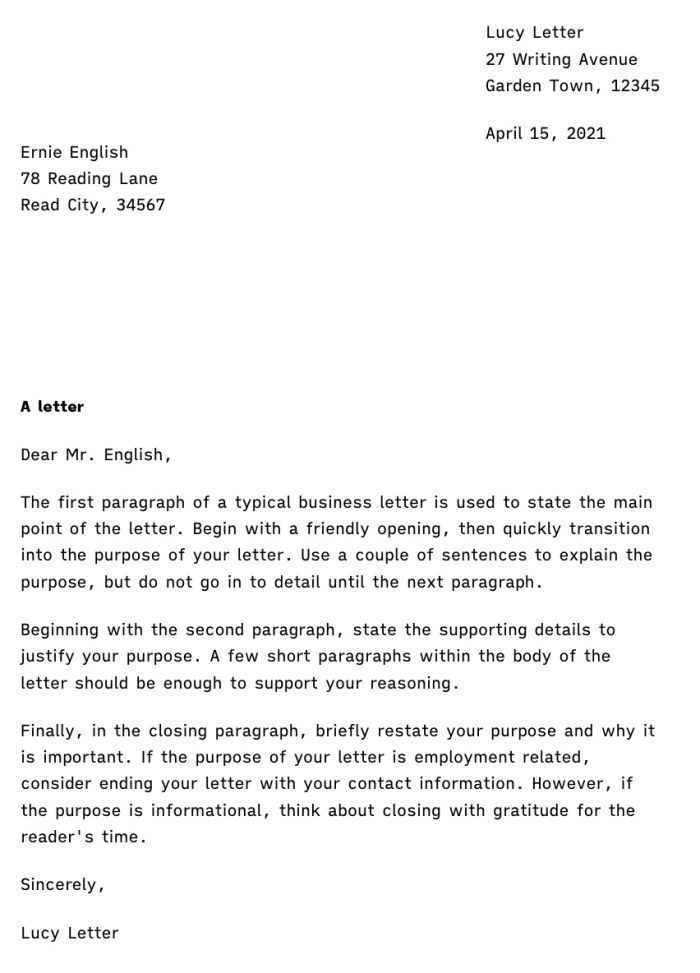 Lucy Letter
27 Writing Avenue
Garden Town, 12345
April 15, 2021
Ernie English
78 Reading Lane
Read City, 34567
A letter
Dear Mr. English,
The first paragraph of a typical business letter is used to state the main
point of the letter. Begin with a friendly opening, then quickly transition
into the purpose of your letter. Use a couple of sentences to explain the
purpose, but do not go in to detail until the next paragraph.
Beginning with the second paragraph, state the supporting details to
justify your purpose. A few short paragraphs within the body of the
letter should be enough to support your reasoning.
Finally, in the closing paragraph, briefly restate your purpose and why it
is important. If the purpose of your letter is employment related,
consider ending your letter with your contact information. However, if
the purpose is informational, think about closing with gratitude for the
reader's time.
Sincerely,
Lucy Letter